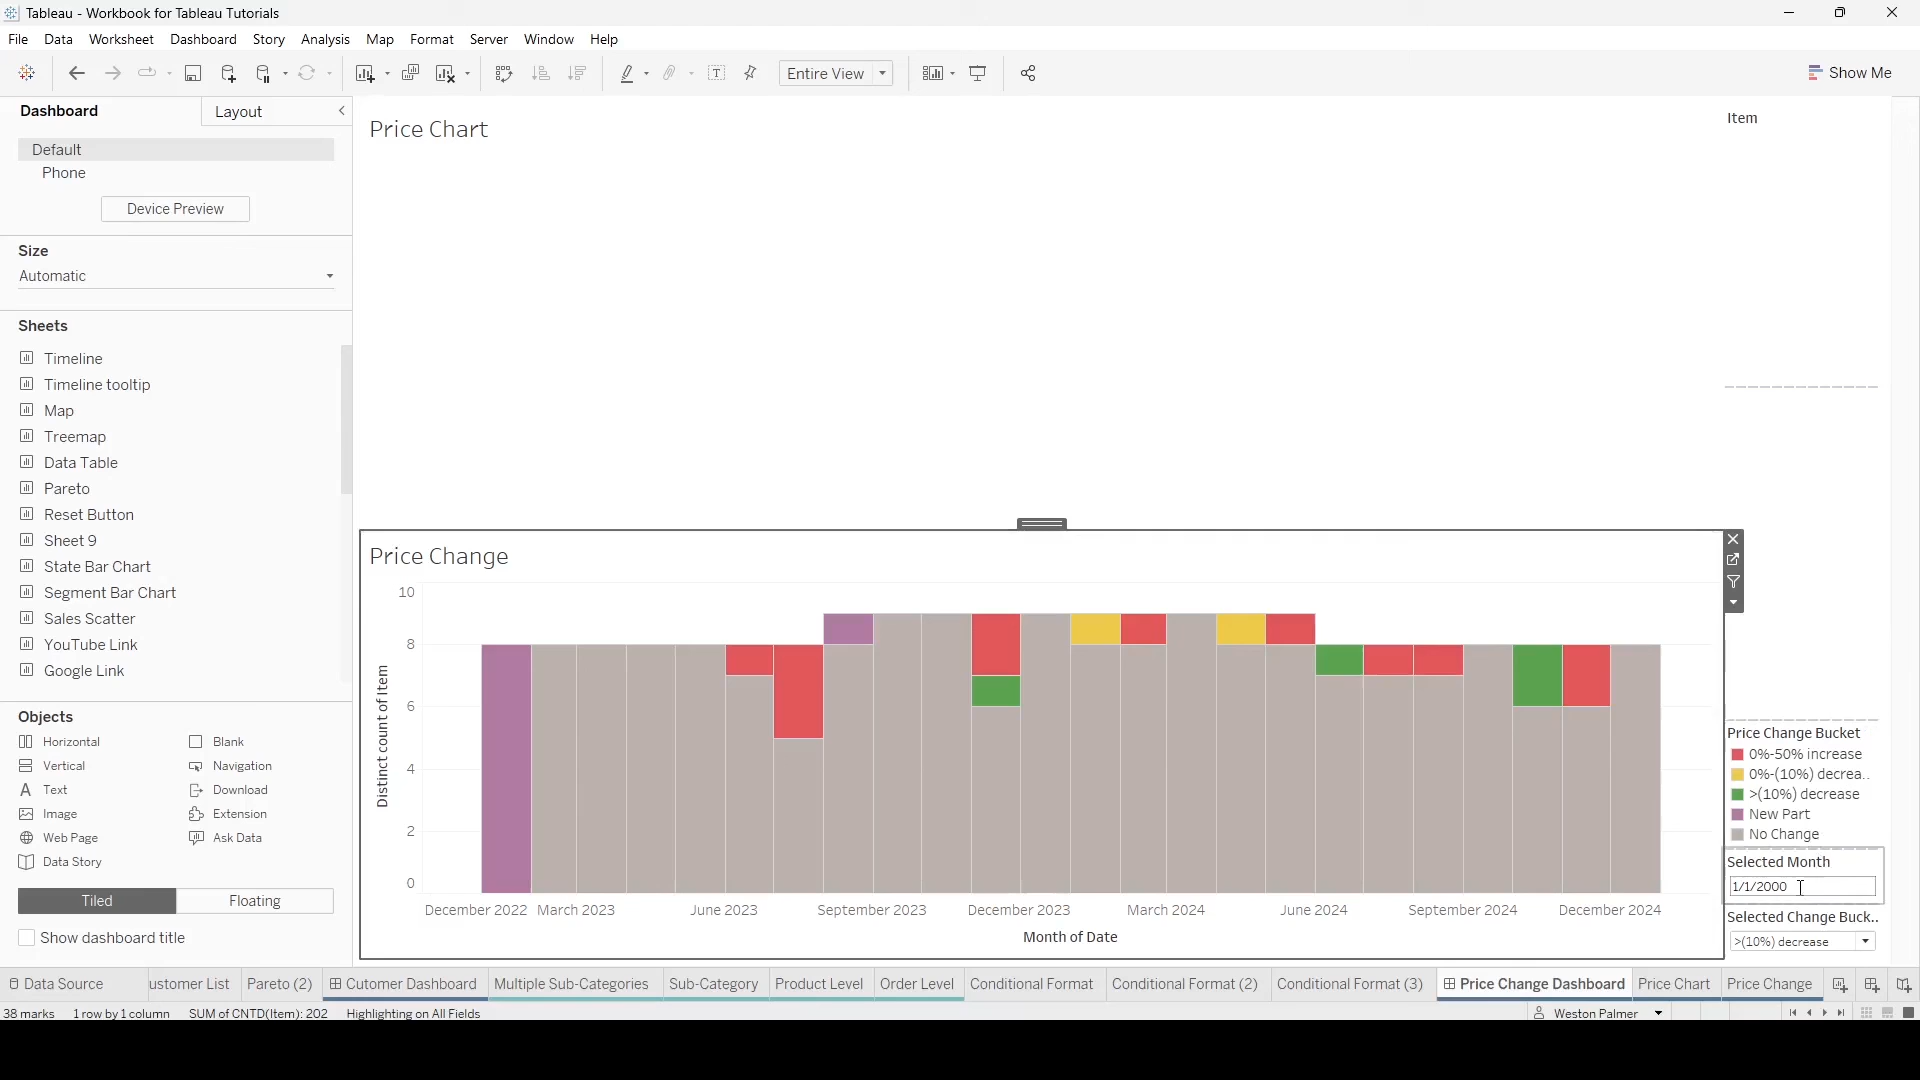 Tableau - Workbook for Tableau Tutorials
File Data Worksheet Dashboard Story Analysis Map Format Server Window Help
Entire View
Show Me
Dashboard
Layout
Default
Phone
Device Preview
Size
Automatic
Sheets
Timeline
Timeline tooltip
Map
Treemap
Data Table
Pareto
Reset Button
Sheet 9
State Bar Chart
Segment Bar Chart
Sales Scatter
YouTube Link
Google Link
Objects
Horizontal Blank
Vertical Navigation
Text Download
Image Extension
Web Page Ask Data
Data Story
Tiled Floating
Show dashboard title
Price Chart
Item
Price Change
10
8
6
4
2
0
Distinct count of Item
December 2022 March 2023 June 2023 September 2023 December 2023 March 2024 June 2024 September 2024 December 2024
Month of Date
Price Change Bucket
0%-50% increase
0%-(10%) decrea..
>(10%) decrease
New Part
No Change
Selected Month
1/1/2000
Selected Change Buck..
>(10%) decrease
Data Source ustomer List Pareto (2) Cutomer Dashboard Multiple Sub-Categories Sub-Category Product Level Order Level Conditional Format Conditional Format (2) Conditional Format (3) Price Change Dashboard Price Chart Price Change
38 marks 1 row by 1 column SUM of CNTD(Item): 202 Highlighting on All Fields Weston Palmer